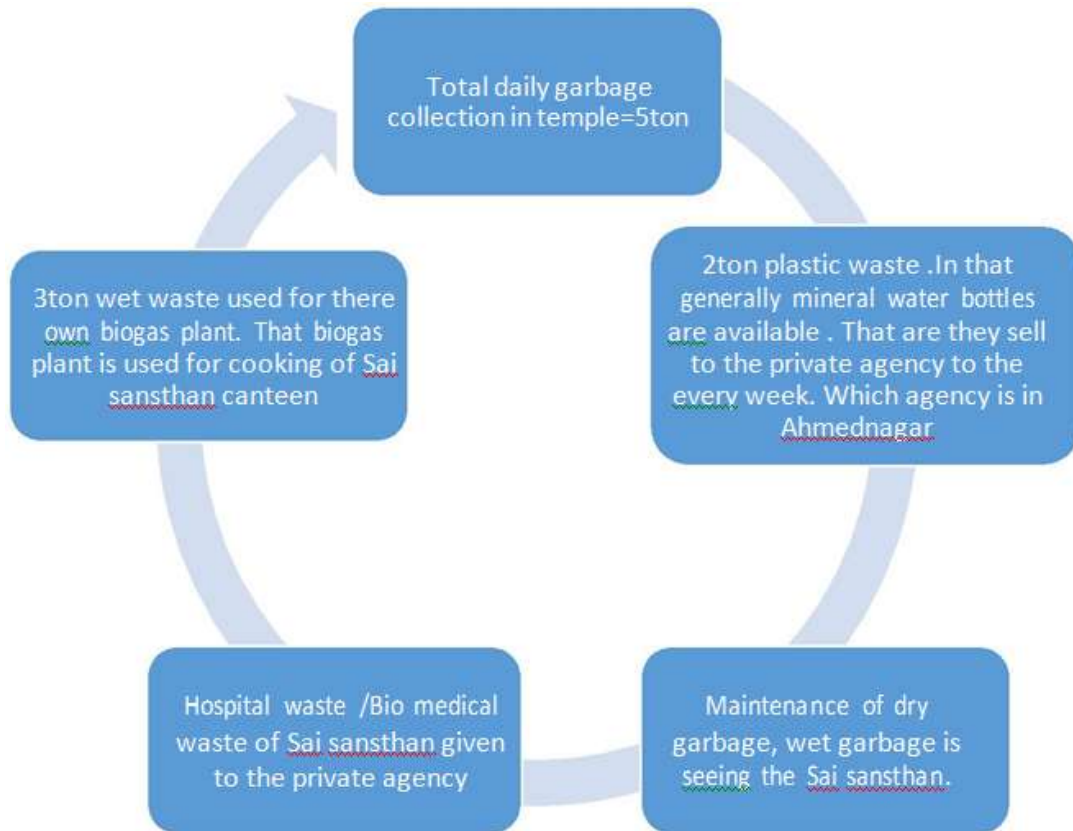 Total daily garbage
collection in temple=5ton
2ton plastic waste .In that
generally mineral water bottles
are available . That are they sell
to the private agency to the
every week. Which agency is in
Ahmednagar
Maintenance of dry
garbage, wet garbage is
seeing the Sai sansthan.
Hospital waste /Bio medical
waste of Sai sansthan given
to the private agency
3ton wet waste used for there
own biogas plant. That biogas
plant is used for cooking of Sai
sansthan canteen